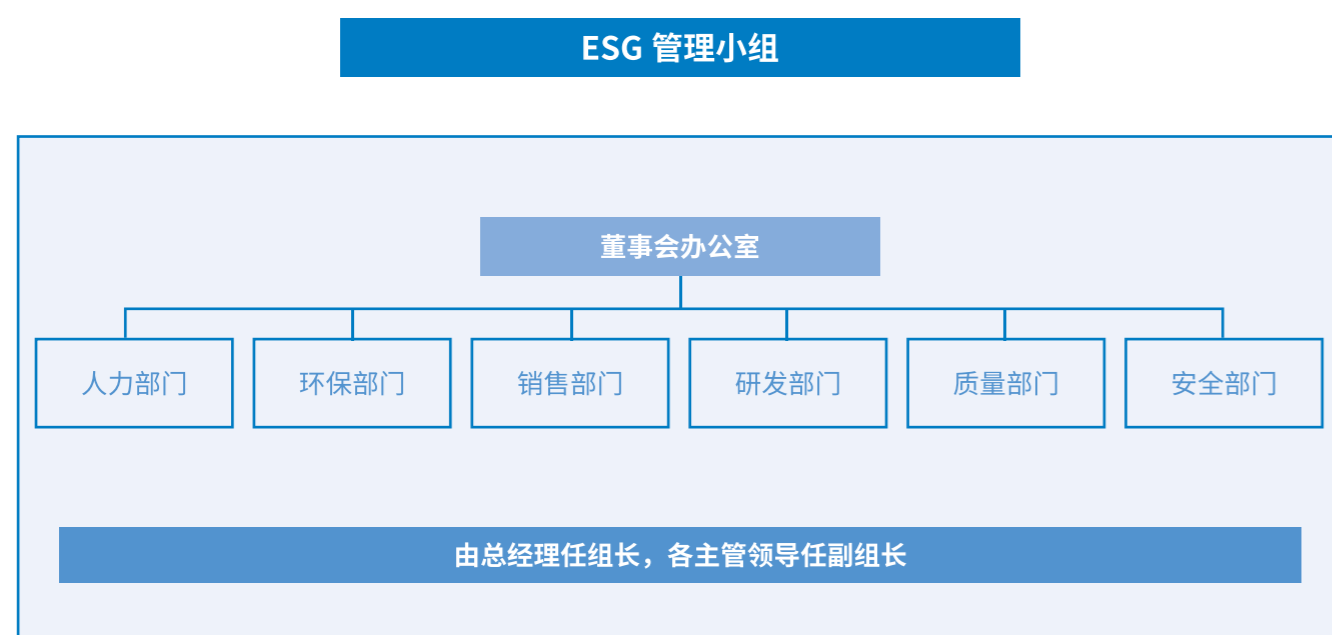 ESG 管理小组
董事会办公室
人力部门
环保部门
销售部门
研发部门
质量部门
安全部门
由总经理任组长，各主管领导任副组长